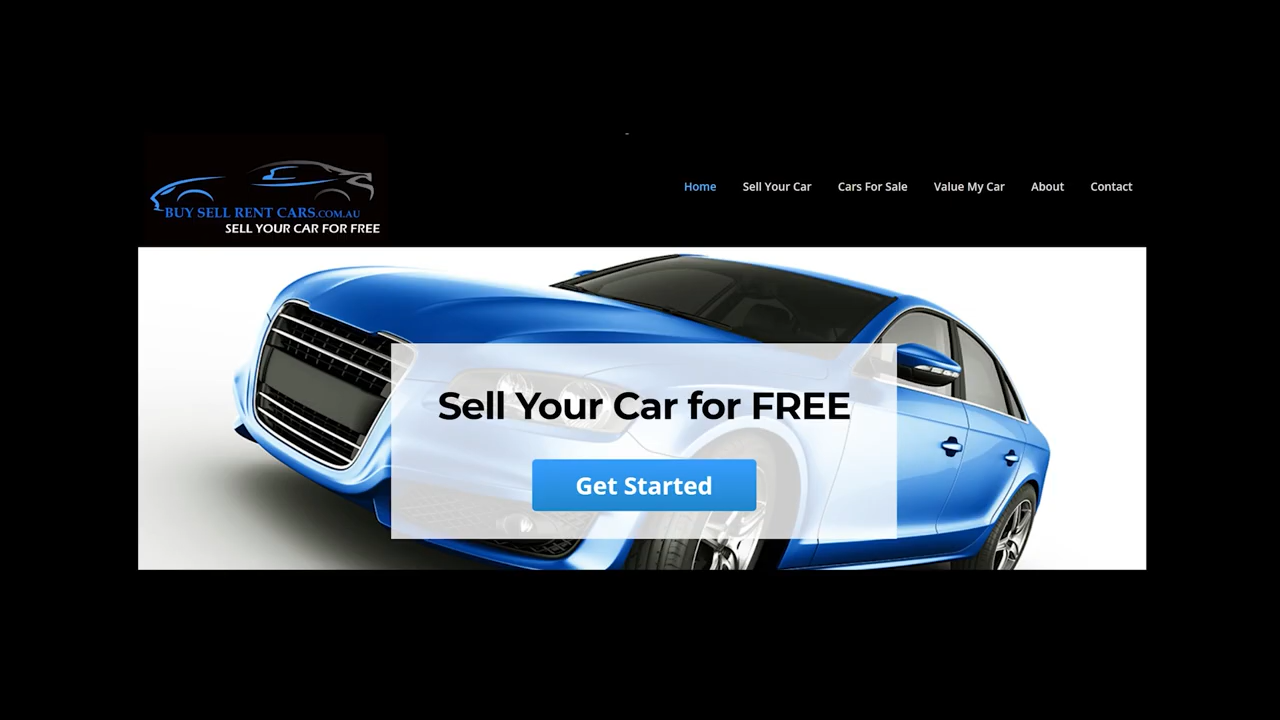 BUY SELL RENT CARS.COM.AU
SELL YOUR CAR FOR FREE
Home Sell Your Car Cars For Sale Value My Car About Contact
Sell Your Car for FREE
Get Started